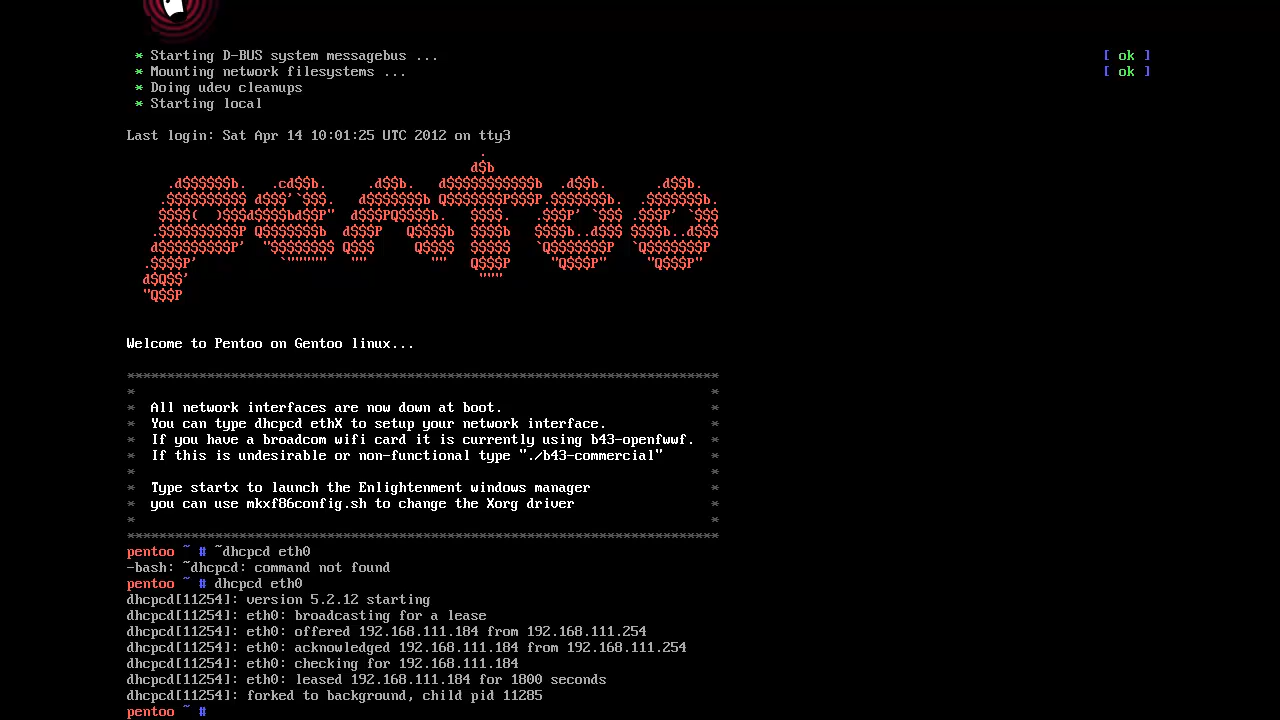 * Starting D-BUS system messagebus ... [ ok ]
* Mounting network filesystems ... [ ok ]
* Doing udev cleanups
* Starting local
Last login: Sat Apr 14 10:01:25 UTC 2012 on tty3
.
d$b
.d$$$$$$b. .cd$$b. .d$$b. d$$$$$$$$$$$b .d$$b. .d$$b.
.$$$$$$$$$$ d$$$'`$$$. d$$$$$$$b Q$$$$$$$P$$$P.$$$$$$$b. .$$$$$$$b.
$$$$( )$$$d$$$$bd$$P" d$$$PQ$$$$b. $$$$. .$$$P' `$$$ .$$$P' `$$$
.$$$$$$$$$$P Q$$$$$$$b d$$$P Q$$$$b $$$$b $$$$b..d$$$ $$$$b..d$$$
d$$$$$$$$$P' "$$$$$$$$ Q$$$ Q$$$$ $$$$$ `Q$$$$$$$P `Q$$$$$$$P
.$$$$P' `""""" "" "" Q$$$P "Q$$$P" "Q$$$P"
d$Q$$' """
"Q$$P
Welcome to Pentoo on Gentoo linux...
**************************************************************************
* *
* All network interfaces are now down at boot. *
* You can type dhcpcd ethX to setup your network interface. *
* If you have a broadcom wifi card it is currently using b43-openfwwf. *
* If this is undesirable or non-functional type "./b43-commercial" *
* *
* Type startx to launch the Enlightenment windows manager *
* you can use mkxf86config.sh to change the Xorg driver *
* *
**************************************************************************
pentoo ~ # ~dhcpcd eth0
-bash: ~dhcpcd: command not found
pentoo ~ # dhcpcd eth0
dhcpcd[11254]: version 5.2.12 starting
dhcpcd[11254]: eth0: broadcasting for a lease
dhcpcd[11254]: eth0: offered 192.168.111.184 from 192.168.111.254
dhcpcd[11254]: eth0: acknowledged 192.168.111.184 from 192.168.111.254
dhcpcd[11254]: eth0: checking for 192.168.111.184
dhcpcd[11254]: eth0: leased 192.168.111.184 for 1800 seconds
dhcpcd[11254]: forked to background, child pid 11285
pentoo ~ #